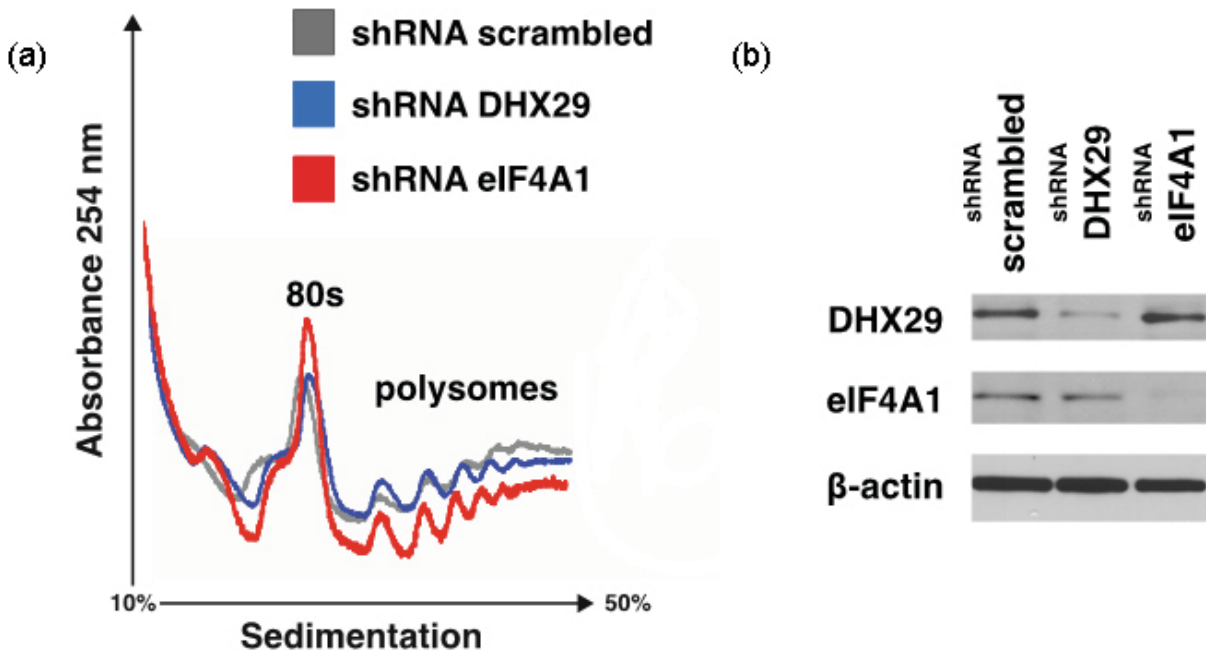 (a)
shRNA scrambled
shRNA DHX29
shRNA eIF4A1
Absorbance 254 nm
80s
polysomes
10%
50%
Sedimentation
(b)
shRNA scrambled
shRNA DHX29
shRNA eIF4A1
DHX29
eIF4A1
β-actin